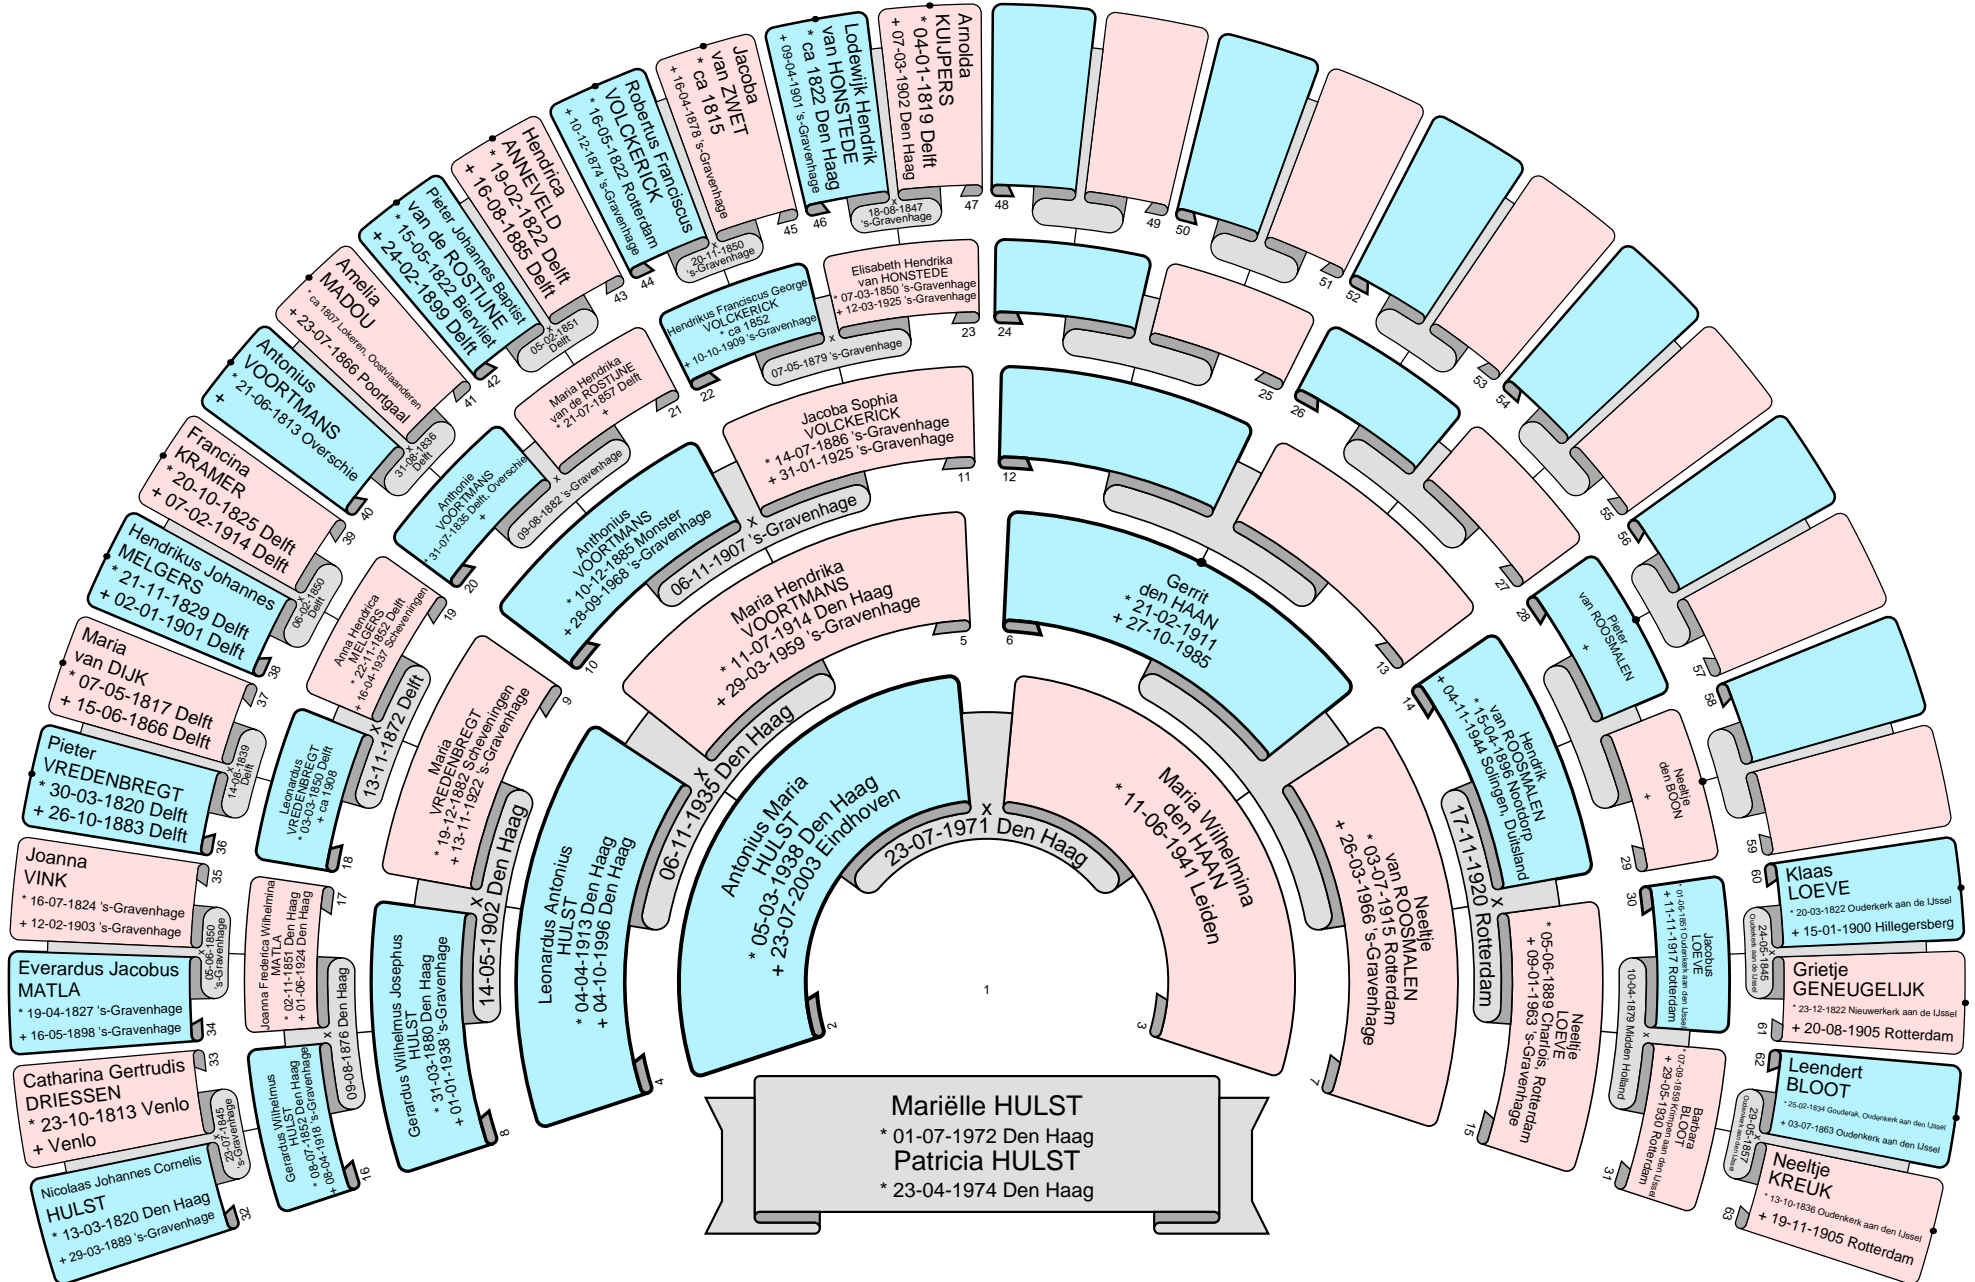 Mariëlle HULST
* 01-07-1972 Den Haag
Patricia HULST
* 23-04-1974 Den Haag
1
Antonius Maria
HULST
* 05-03-1938 Den Haag
+ 23-07-2003 Eindhoven
2
x
23-07-1971 Den Haag
Maria Wilhelmina
den HAAN
* 11-06-1941 Leiden
3
Leonardus Antonius
HULST
* 04-04-1913 Den Haag
+ 04-10-1996 Den Haag
4
x
06-11-1935 Den Haag
Maria Hendrika
VOORTMANS
* 11-07-1914 Den Haag
+ 29-03-1959 's-Gravenhage
5
Gerrit
den HAAN
* 21-02-1911
+ 27-10-1985
6
Neeltje
van ROOSMALEN
* 03-07-1915 Rotterdam
+ 26-03-1966 's-Gravenhage
7
Gerardus Wilhelmus Josephus
HULST
* 31-03-1880 Den Haag
+ 01-01-1938 's-Gravenhage
8
x
14-05-1902 Den Haag
Maria
VREDENBREGT
* 19-12-1882 Scheveningen
+ 13-11-1922 's-Gravenhage
9
Anthonius
VOORTMANS
* 10-12-1885 Monster
+ 28-09-1968 's-Gravenhage
10
x
06-11-1907 's-Gravenhage
Jacoba Sophia
VOLCKERICK
* 14-07-1886 's-Gravenhage
+ 31-01-1925 's-Gravenhage
11
12
13
Hendrik
van ROOSMALEN
* 15-04-1896 Nootdorp
+ 04-11-1944 Solingen, Duitsland
14
x
17-11-1920 Rotterdam
Neeltje
LOEVE
* 05-06-1889 Charlois, Rotterdam
+ 09-01-1963 's-Gravenhage
15
Gerardus Wilhelmus
HULST
* 08-07-1852 Den Haag
+ 08-04-1918 's-Gravenhage
16
x
09-08-1876 Den Haag
Joanna Frederica Wilhelmina
MATLA
* 02-11-1851 Den Haag
+ 01-06-1924 Den Haag
17
Leonardus
VREDENBREGT
* 03-03-1850 Delft
+ ca 1908
18
x
13-11-1872 Delft
Anna Hendrica
MELGERS
* 22-11-1852 Delft
+ 16-04-1937 Scheveningen
19
Anthonie
VOORTMANS
* 31-07-1835 Delft, Overschie
+
20
x
09-08-1882 's-Gravenhage
Maria Hendrika
van de ROSTIJNE
* 21-07-1857 Delft
+
21
Hendrikus Franciscus George
VOLCKERICK
* ca 1852
+ 10-10-1909 's-Gravenhage
22
x
07-05-1879 's-Gravenhage
Elisabeth Hendrika
van HONSTEDE
* 07-03-1850 's-Gravenhage
+ 12-03-1925 's-Gravenhage
23
24
25
26
27
Pieter
van ROOSMALEN
+
28
Neeltje
den BOON
+
29
Jacobus
LOEVE
* 01-06-1851 Oudenkerk aan den IJssel
+ 11-11-1917 Rotterdam
30
x
10-04-1879 Midden Holland
Barbara
BLOOT
* 07-09-1859 Krimpen aan den IJssel
+ 29-05-1930 Rotterdam
31
Nicolaas Johannes Cornelis
HULST
* 13-03-1820 Den Haag
+ 29-03-1889 's-Gravenhage
32
x
23-07-1845
's-Gravenhage
Catharina Gertrudis
DRIESSEN
* 23-10-1813 Venlo
+ Venlo
33
Everardus Jacobus
MATLA
* 19-04-1827 's-Gravenhage
+ 16-05-1898 's-Gravenhage
34
x
05-06-1850
's-Gravenhage
Joanna
VINK
* 16-07-1824 's-Gravenhage
+ 12-02-1903 's-Gravenhage
35
Pieter
VREDENBREGT
* 30-03-1820 Delft
+ 26-10-1883 Delft
36
x
14-08-1839
Delft
Maria
van DIJK
* 07-05-1817 Delft
+ 15-06-1866 Delft
37
Hendrikus Johannes
MELGERS
* 21-11-1829 Delft
+ 02-01-1901 Delft
38
x
06-02-1850
Delft
Francina
KRAMER
* 20-10-1825 Delft
+ 07-02-1914 Delft
39
Antonius
VOORTMANS
* 21-06-1813 Overschie
+
40
x
31-08-1836
Delft
Amelia
MADOU
* ca 1807 Lokeren, Oostvlaanderen
+ 23-07-1866 Poortgaal
41
Pieter Johannes Baptist
van de ROSTIJNE
* 15-05-1822 Biervliet
+ 24-02-1899 Delft
42
x
05-02-1851
Delft
Hendrica
ANNEVELD
* 19-02-1822 Delft
+ 16-08-1885 Delft
43
Robertus Franciscus
VOLCKERICK
* 16-05-1822 Rotterdam
+ 10-12-1874 's-Gravenhage
44
x
20-11-1850
's-Gravenhage
Jacoba
van ZWET
* ca 1815
+ 16-04-1878 's-Gravenhage
45
Lodewijk Hendrik
van HONSTEDE
* ca 1822 Den Haag
+ 09-04-1901 's-Gravenhage
46
x
18-08-1847
's-Gravenhage
Arnolda
KUIJPERS
* 04-01-1819 Delft
+ 07-03-1902 Den Haag
47
48
49
50
51
52
53
54
55
56
57
58
59
Klaas
LOEVE
* 20-03-1822 Ouderkerk aan de IJssel
+ 15-01-1900 Hillegersberg
60
x
24-05-1845
Ouderkerk aan de IJssel
Grietje
GENEUGELIJK
* 23-12-1822 Nieuwerkerk aan de IJssel
+ 20-08-1905 Rotterdam
61
Leendert
BLOOT
* 25-02-1834 Gouderak, Oudenkerk aan den IJssel
+ 03-07-1863 Oudenkerk aan den IJssel
62
x
29-05-1857
Oudenkerk aan den IJssel
Neeltje
KREUK
* 13-10-1836 Oudenkerk aan den IJssel
+ 19-11-1905 Rotterdam
63